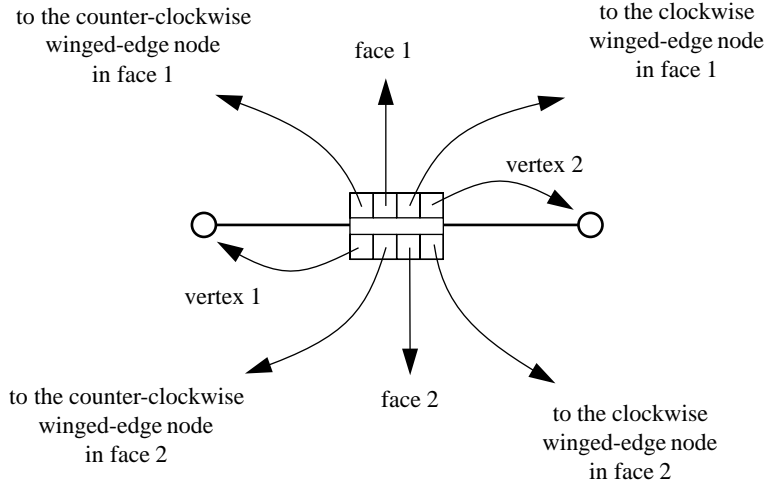 to the counter-clockwise
winged-edge node
in face 1
face 1
to the clockwise
winged-edge node
in face 1
vertex 2
vertex 1
to the counter-clockwise
winged-edge node
in face 2
face 2
to the clockwise
winged-edge node
in face 2